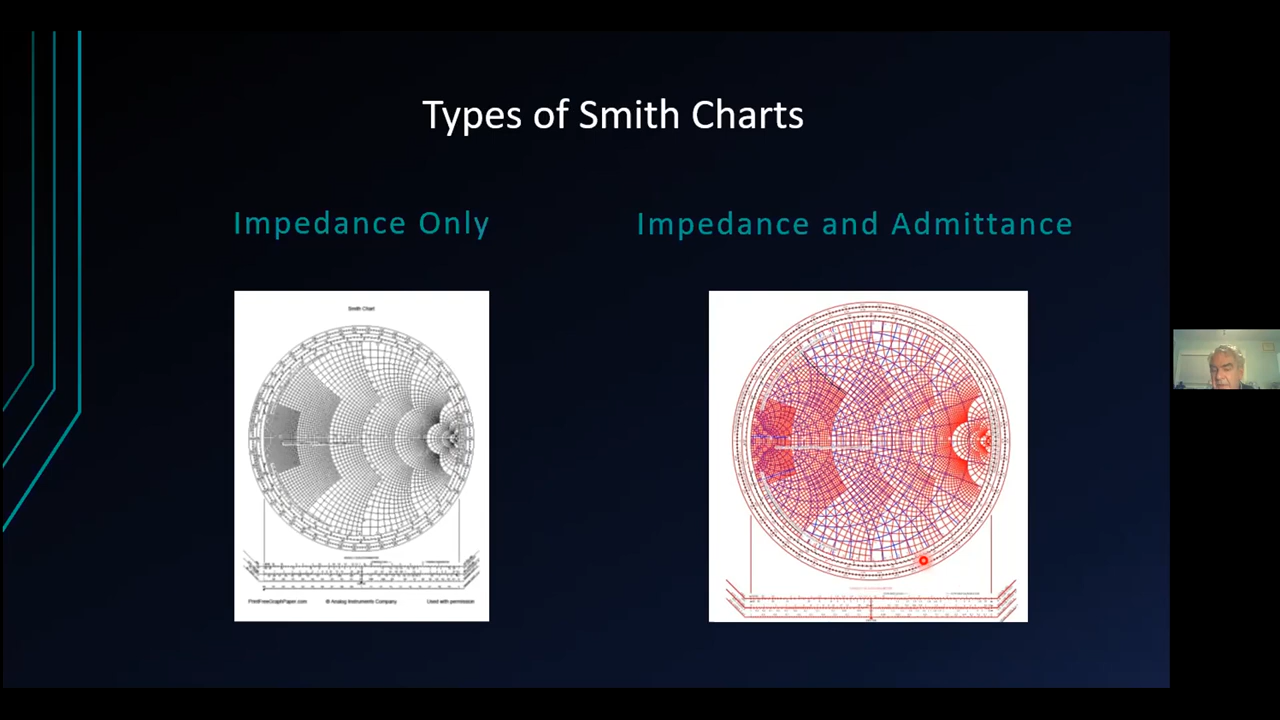 Types of Smith Charts
Impedance Only
Impedance and Admittance
Smith Chart
PrintFreeGraphPaper.com
© Analog Instruments Company
Used with permission